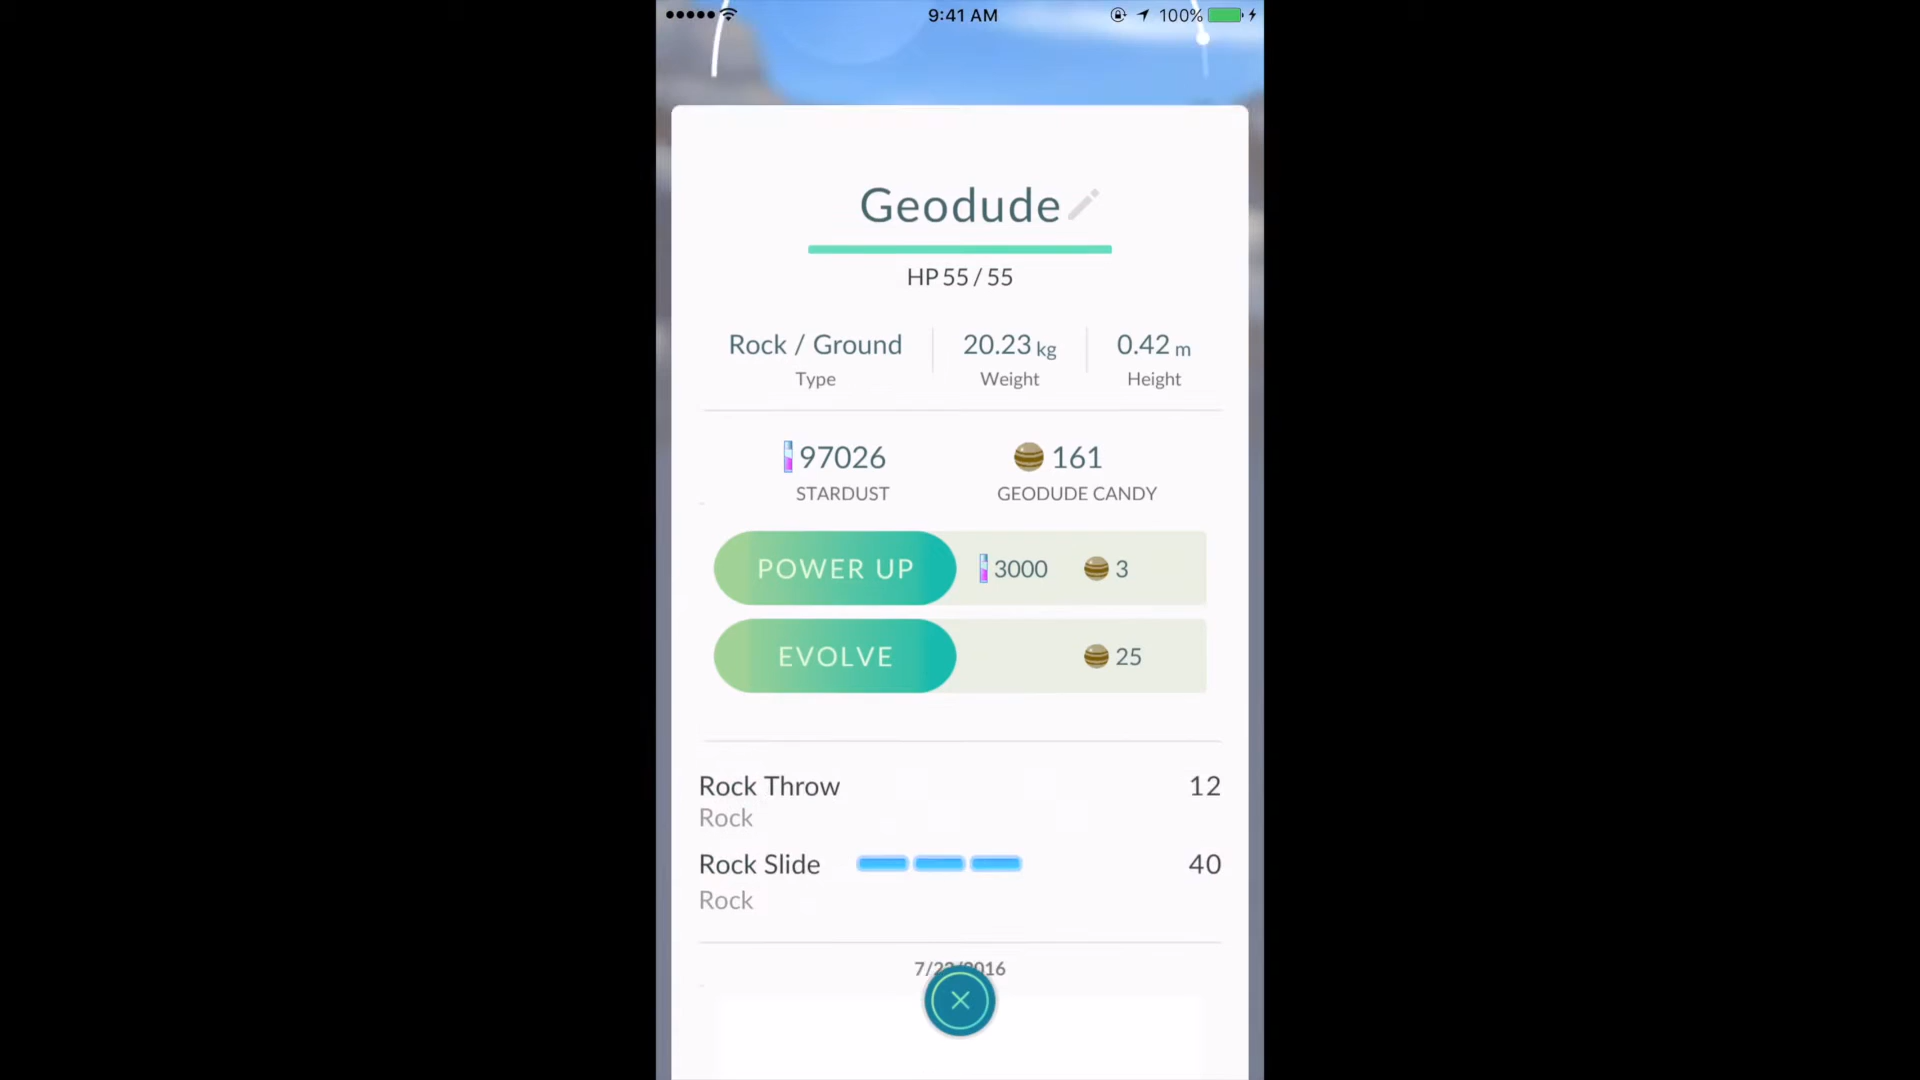 9:41 AM 100%
Geodude
HP 55 / 55
Rock / Ground 20.23 kg 0.42 m
Type Weight Height
97026 161
STARDUST GEODUDE CANDY
POWER UP 3000 3
EVOLVE 25
Rock Throw 12
Rock
Rock Slide 40
Rock